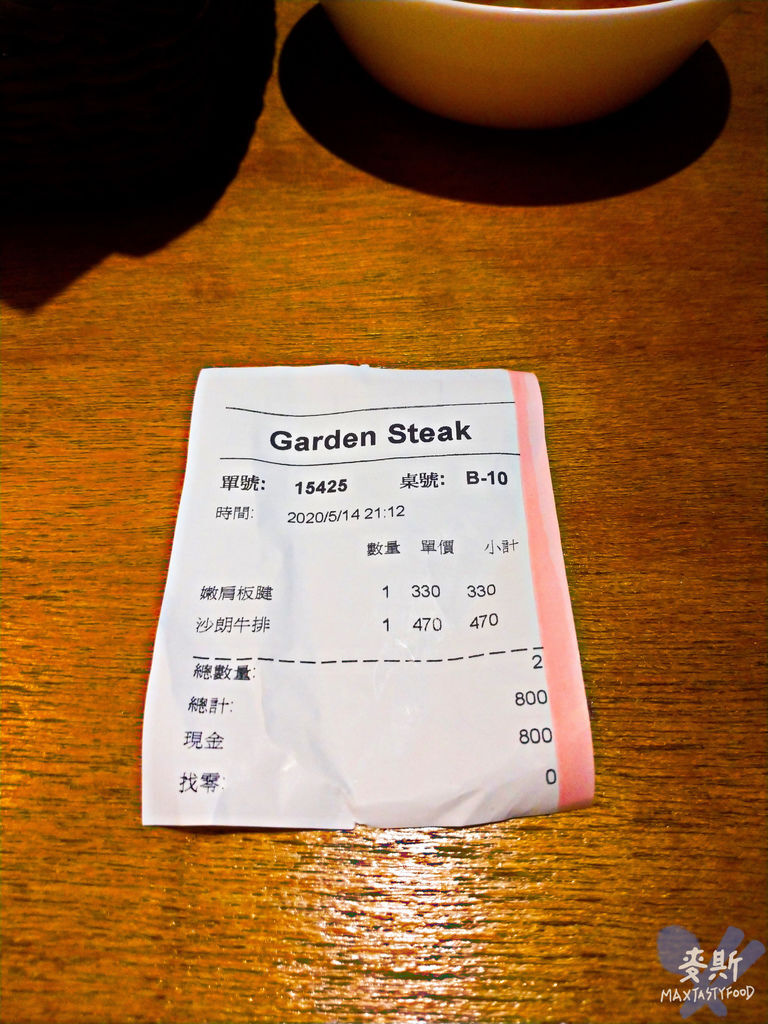 Garden Steak
單號: 15425 桌號: B-10
時間: 2020/5/14 21:12
數量 單價 小計
嫩肩板腱 1 330 330
沙朗牛排 1 470 470
總數量: 2
總計: 800
現金 800
找零: 0
麥斯
MAXTASTYFOOD